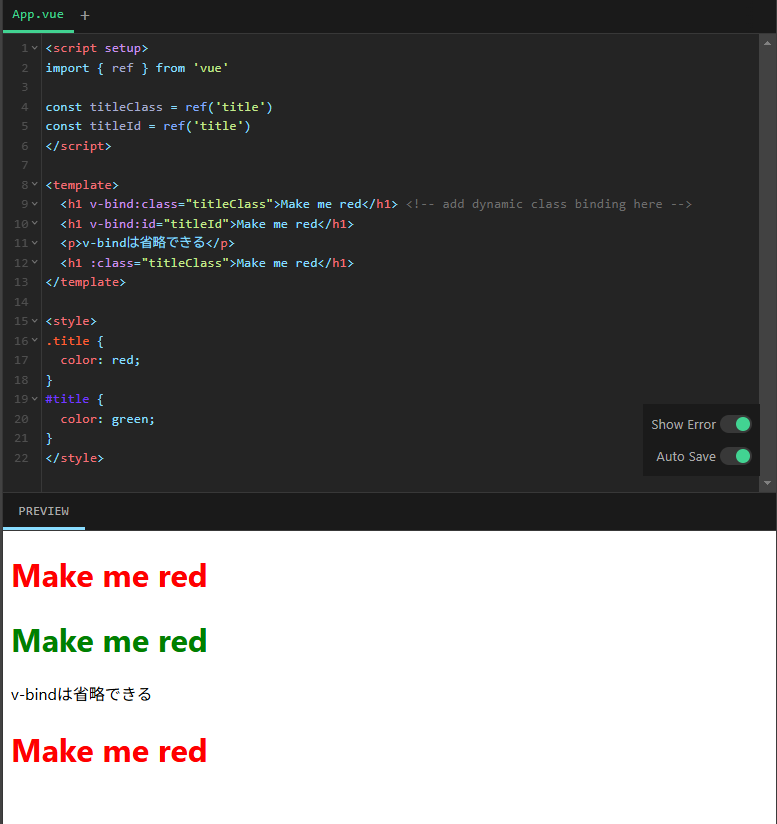 App.vue +
1 <script setup>
2 import { ref } from 'vue'
3
4 const titleClass = ref('title')
5 const titleId = ref('title')
6 </script>
7
8 <template>
9   <h1 v-bind:class="titleClass">Make me red</h1> <!-- add dynamic class binding here -->
10   <h1 v-bind:id="titleId">Make me red</h1>
11   <p>v-bindは省略できる</p>
12   <h1 :class="titleClass">Make me red</h1>
13 </template>
14
15 <style>
16 .title {
17   color: red;
18 }
19 #title {
20   color: green;
21 }
22 </style>
Show Error
Auto Save
PREVIEW
Make me red
Make me red
v-bindは省略できる
Make me red